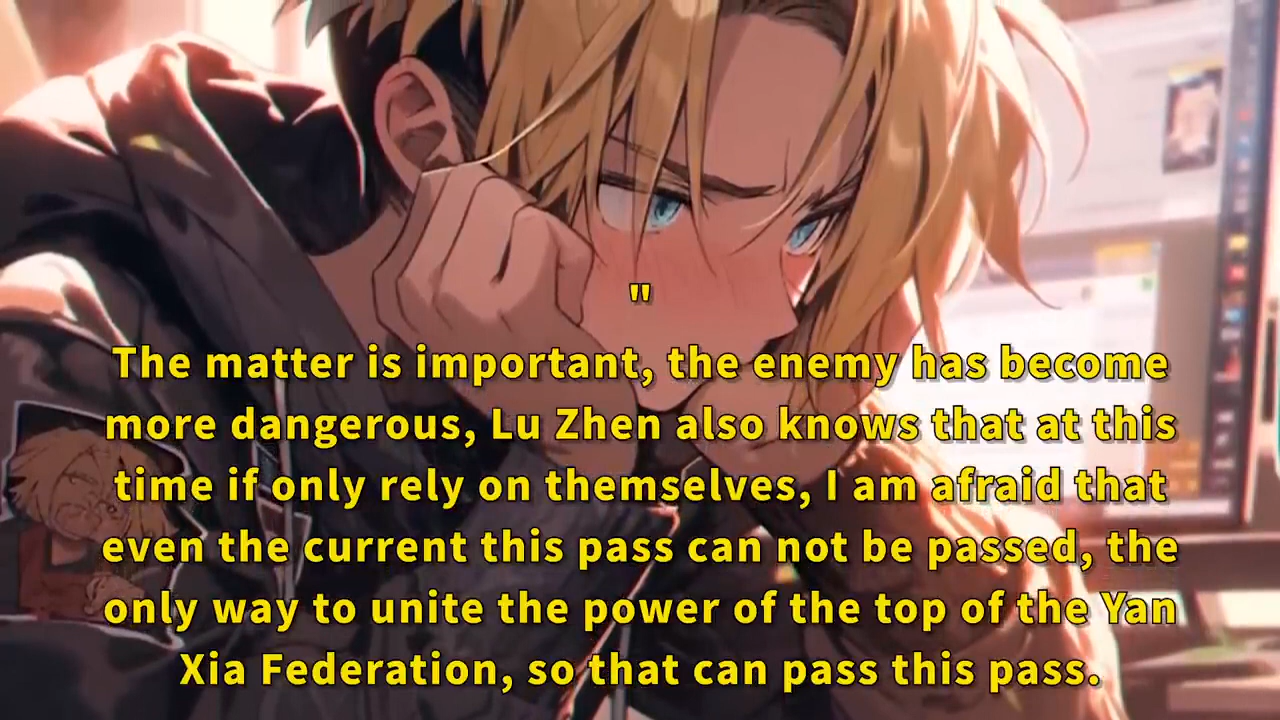 "
The matter is important, the enemy has become
more dangerous, Lu Zhen also knows that at this
time if only rely on themselves, I am afraid that
even the current this pass can not be passed, the
only way to unite the power of the top of the Yan
Xia Federation, so that can pass this pass.